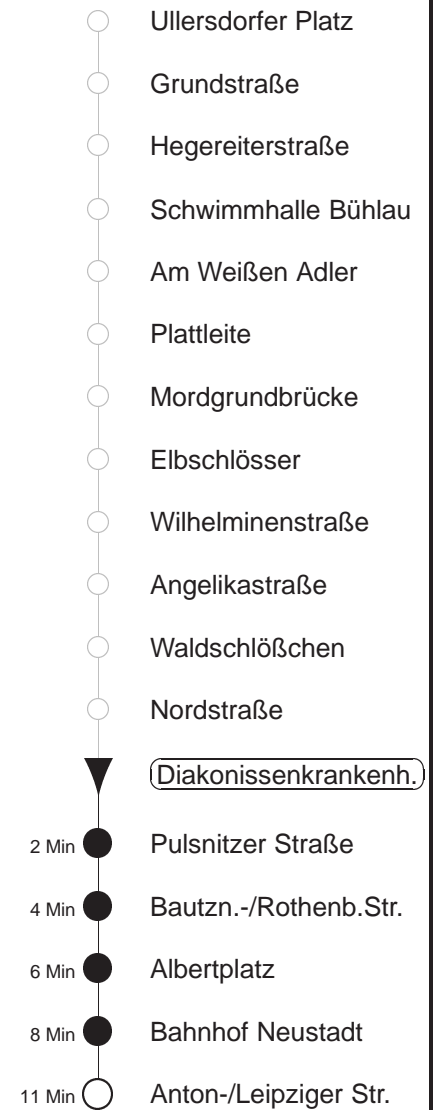 Ullersdorfer Platz
Grundstraße
Hegereiterstraße
Schwimmhalle Bühlau
Am Weißen Adler
Plattleite
Mordgrundbrücke
Elbschlösser
Wilhelminenstraße
Angelikastraße
Waldschlößchen
Nordstraße
Diakonissenkrankenh.
2 Min Pulsnitzer Straße
4 Min Bautzn.-/Rothenb.Str.
6 Min Albertplatz
8 Min Bahnhof Neustadt
11 Min Anton-/Leipziger Str.